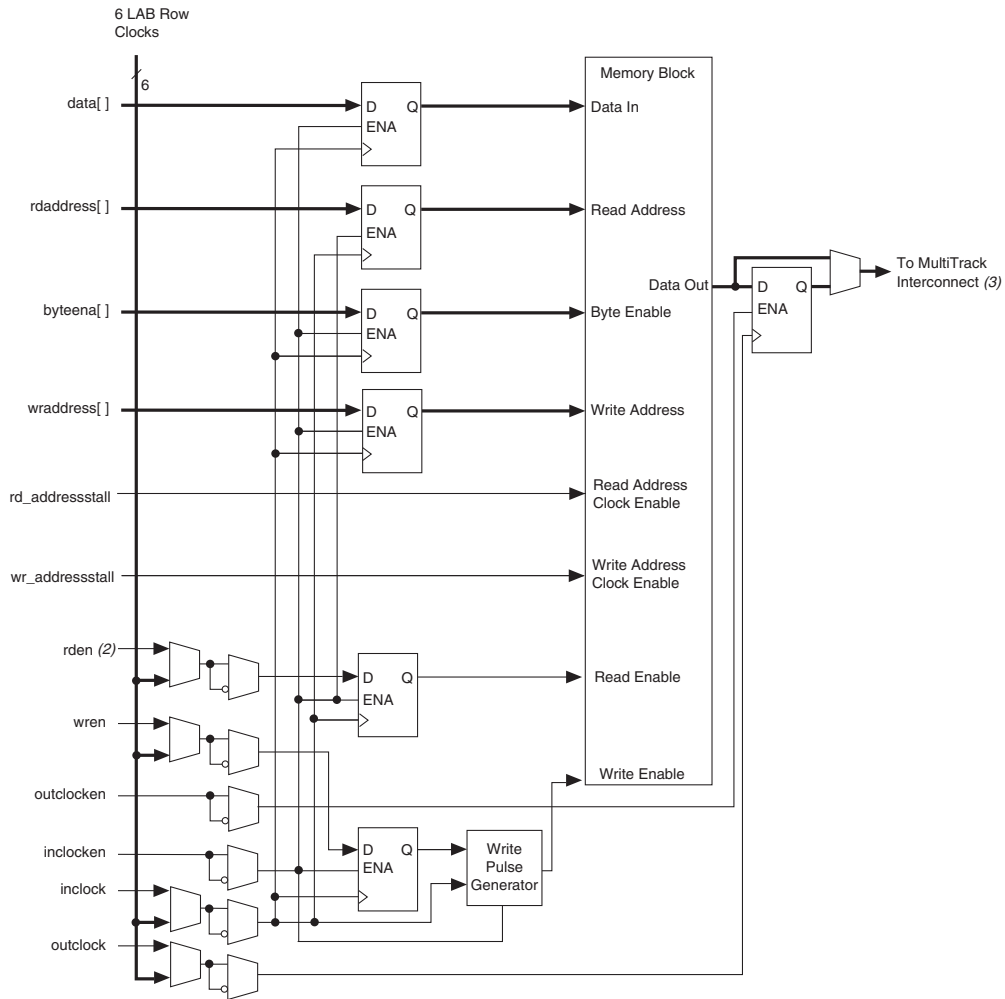 6 LAB Row
Clocks
6
Memory Block
data[ ]
D Q
ENA
Data In
rdaddress[ ]
D Q
ENA
Read Address
To MultiTrack
Interconnect (3)
Data Out
D Q
ENA
byteena[ ]
D Q
ENA
Byte Enable
wraddress[ ]
D Q
ENA
Write Address
rd_addressstall
Read Address
Clock Enable
wr_addressstall
Write Address
Clock Enable
rden (2)
D Q
ENA
Read Enable
wren
Write Enable
outclocken
inclocken
D Q
ENA
Write
Pulse
Generator
inclock
outclock